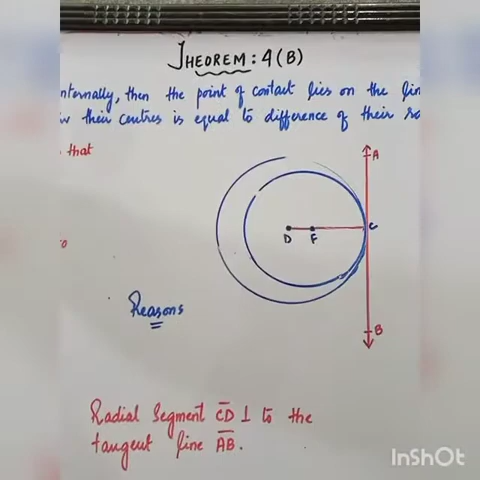 THEOREM: 4(B)
nternally, then the point of contact lies on the lin
their centres is equal to difference of their ra
that
A
D F C
B
Reasons
Radial Segment CD ⊥ to the
tangent line AB.
InShOt